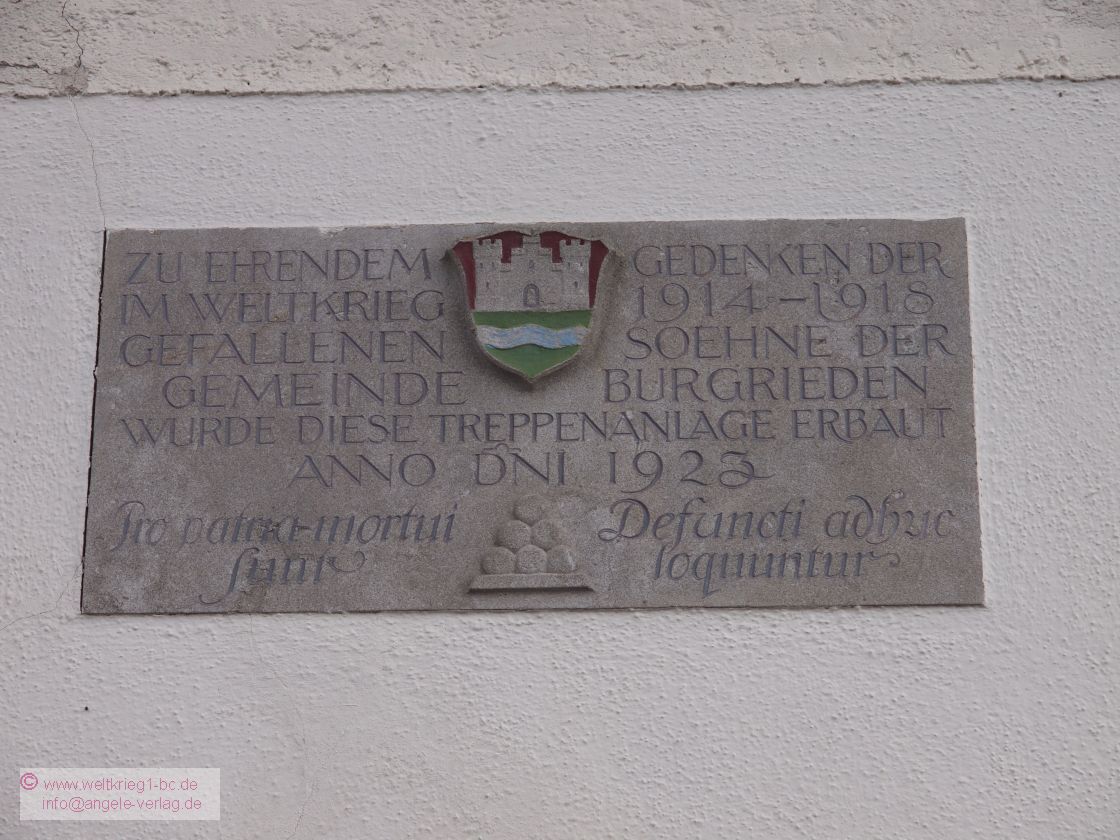 ZU EHRENDEM GEDENKEN DER
IM WELTKRIEG 1914-1918
GEFALLENEN SOEHNE DER
GEMEINDE BURGRIEDEN
WURDE DIESE TREPPENANLAGE ERBAUT
ANNO DNI 1923
Pro patria mortui
sunt
Defuncti adhuc
loquuntur
© www.weltkrieg1-bc.de
info@angele-verlag.de